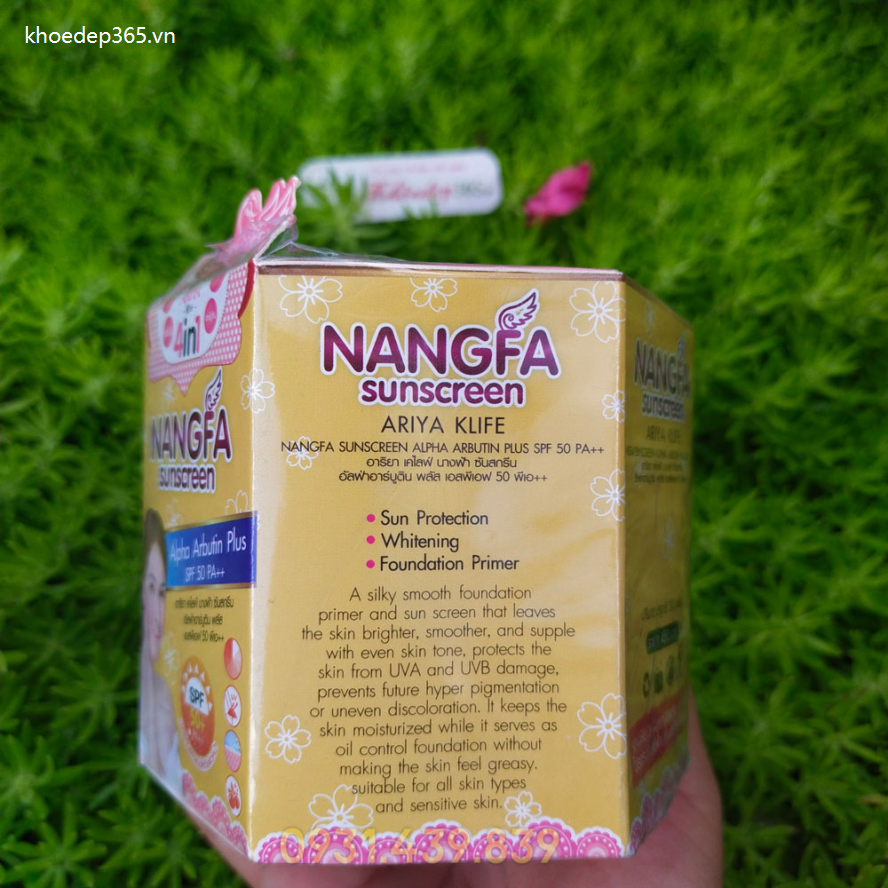 khoedep365.vn
4in1
NANGFA
sunscreen
Alpha Arbutin Plus
SPF 50 PA++
SPF
NANGFA
sunscreen
ARIYA KLIFE
NANGFA SUNSCREEN ALPHA ARBUTIN PLUS SPF 50 PA++
อาริยา เคไลฟ์ นางฟ้า ซันสกรีน
อัลฟ่าอาร์บูติน พลัส เอสพีเอฟ 50 พีเอ++
• Sun Protection
• Whitening
• Foundation Primer
A silky smooth foundation
primer and sun screen that leaves
the skin brighter, smoother, and supple
with even skin tone, protects the
skin from UVA and UVB damage,
prevents future hyper pigmentation
or uneven discoloration. It keeps the
skin moisturized while it serves as
oil control foundation without
making the skin feel greasy.
suitable for all skin types
and sensitive skin.
0931.439.839
NANGFA
sunscreen
ARIYA KLIFE